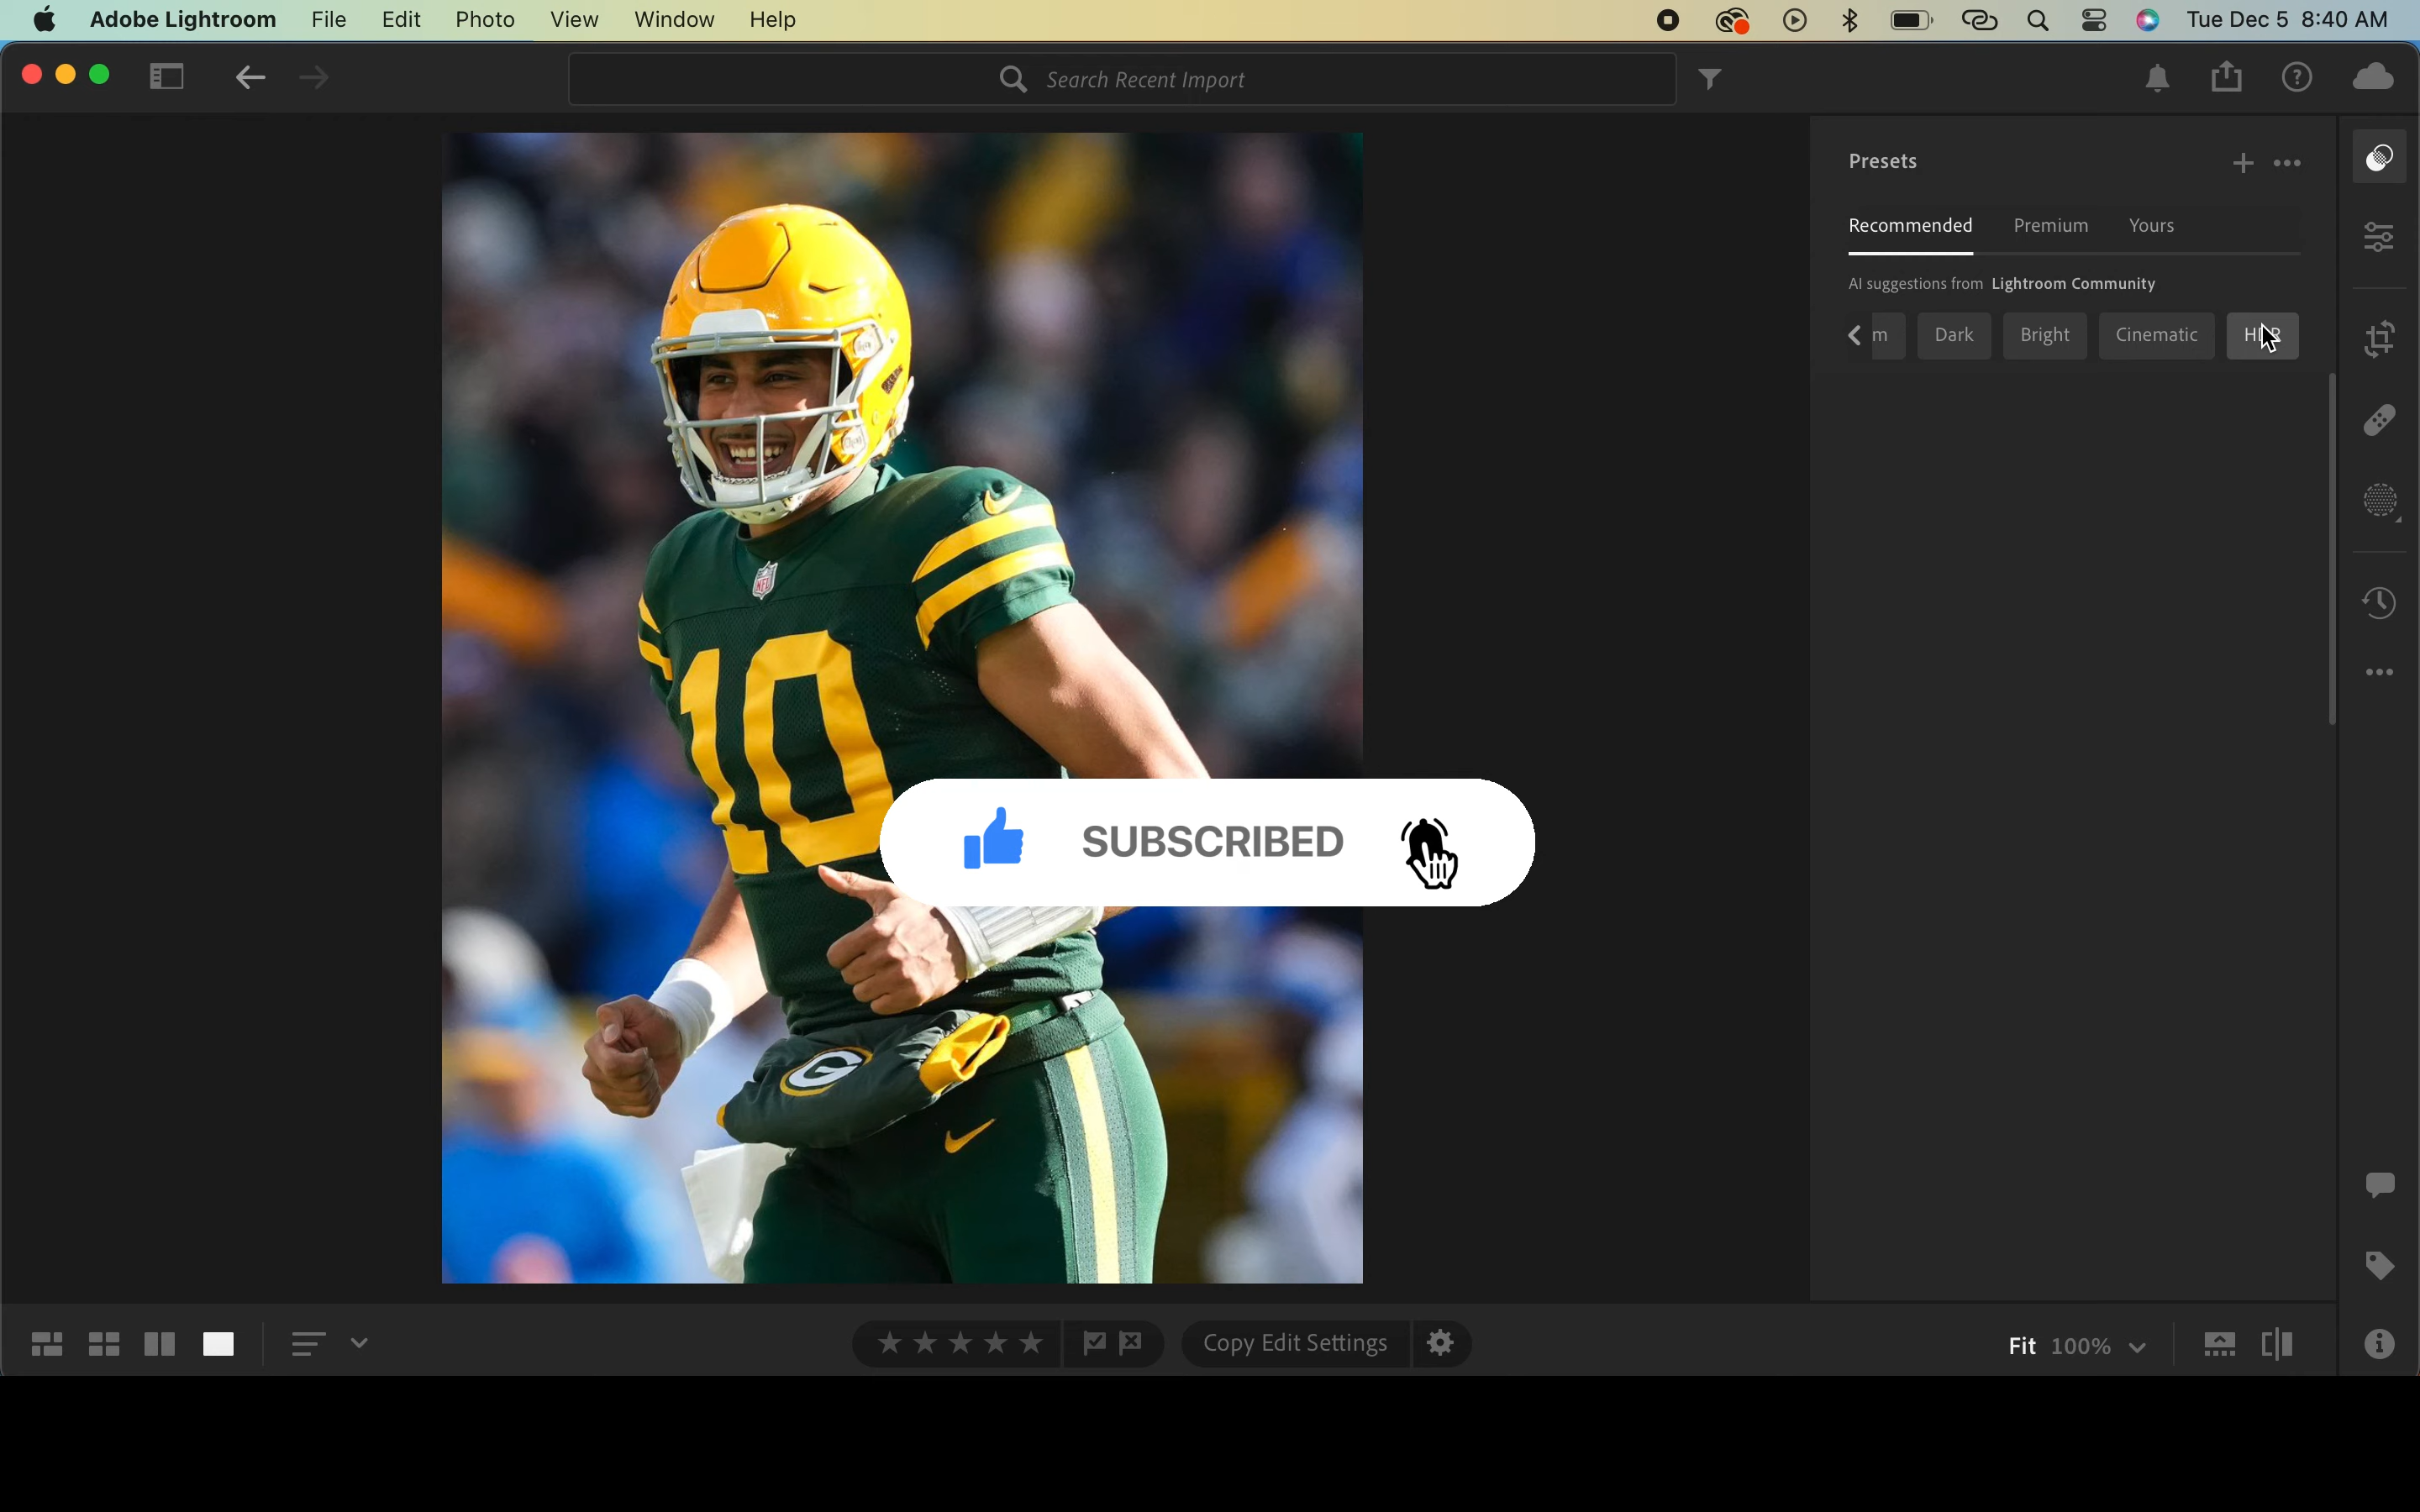 Adobe Lightroom File Edit Photo View Window Help Tue Dec 5 8:40 AM
Search Recent Import
Presets
Recommended Premium Yours
AI suggestions from Lightroom Community
m Dark Bright Cinematic
NFL
10
SUBSCRIBED
G
Copy Edit Settings
Fit 100%